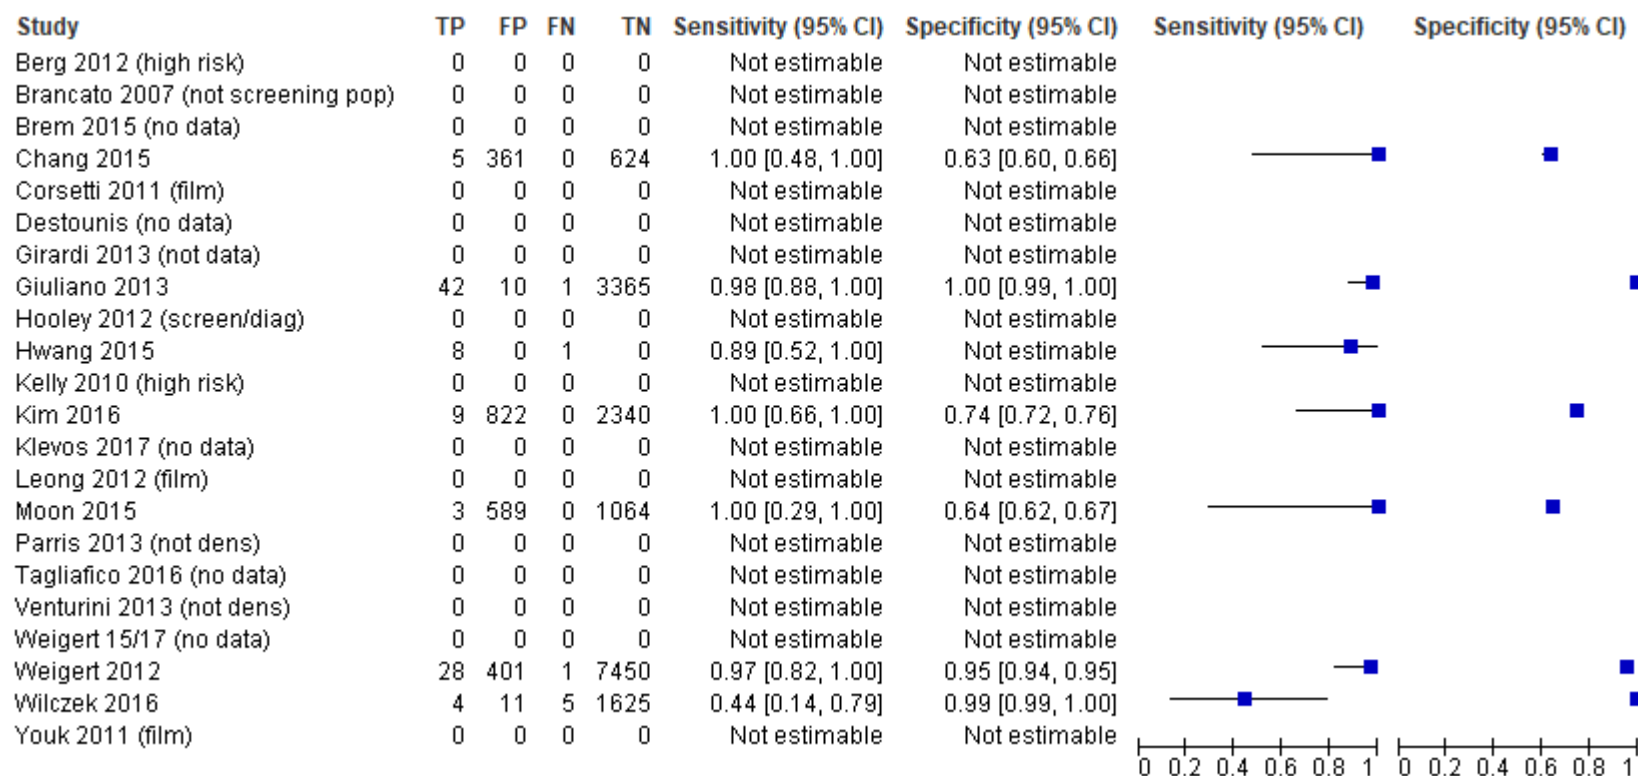 Study TP FP FN TN Sensitivity (95% CI) Specificity (95% CI) Sensitivity (95% CI) Specificity (95% CI)
Berg 2012 (high risk) 0 0 0 0 Not estimable Not estimable
Brancato 2007 (not screening pop) 0 0 0 0 Not estimable Not estimable
Brem 2015 (no data) 0 0 0 0 Not estimable Not estimable
Chang 2015 5 361 0 624 1.00 [0.48, 1.00] 0.63 [0.60, 0.66]
Corsetti 2011 (film) 0 0 0 0 Not estimable Not estimable
Destounis (no data) 0 0 0 0 Not estimable Not estimable
Girardi 2013 (not data) 0 0 0 0 Not estimable Not estimable
Giuliano 2013 42 10 1 3365 0.98 [0.88, 1.00] 1.00 [0.99, 1.00]
Hooley 2012 (screen/diag) 0 0 0 0 Not estimable Not estimable
Hwang 2015 8 0 1 0 0.89 [0.52, 1.00] Not estimable
Kelly 2010 (high risk) 0 0 0 0 Not estimable Not estimable
Kim 2016 9 822 0 2340 1.00 [0.66, 1.00] 0.74 [0.72, 0.76]
Klevos 2017 (no data) 0 0 0 0 Not estimable Not estimable
Leong 2012 (film) 0 0 0 0 Not estimable Not estimable
Moon 2015 3 589 0 1064 1.00 [0.29, 1.00] 0.64 [0.62, 0.67]
Parris 2013 (not dens) 0 0 0 0 Not estimable Not estimable
Tagliafico 2016 (no data) 0 0 0 0 Not estimable Not estimable
Venturini 2013 (not dens) 0 0 0 0 Not estimable Not estimable
Weigert 15/17 (no data) 0 0 0 0 Not estimable Not estimable
Weigert 2012 28 401 1 7450 0.97 [0.82, 1.00] 0.95 [0.94, 0.95]
Wilczek 2016 4 11 5 1625 0.44 [0.14, 0.79] 0.99 [0.99, 1.00]
Youk 2011 (film) 0 0 0 0 Not estimable Not estimable
0 0.2 0.4 0.6 0.8 1 0 0.2 0.4 0.6 0.8 1